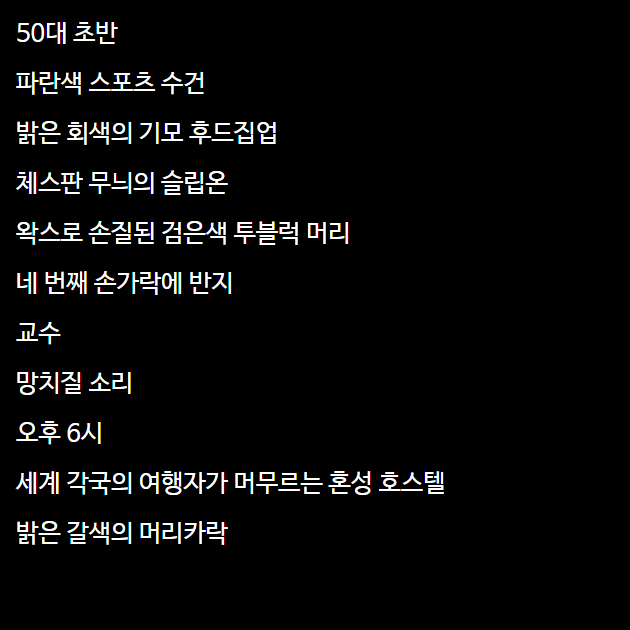 50대 초반
파란색 스포츠 수건
밝은 회색의 기모 후드집업
체스판 무늬의 슬립온
왁스로 손질된 검은색 투블럭 머리
네 번째 손가락에 반지
교수
망치질 소리
오후 6시
세계 각국의 여행자가 머무르는 혼성 호스텔
밝은 갈색의 머리카락